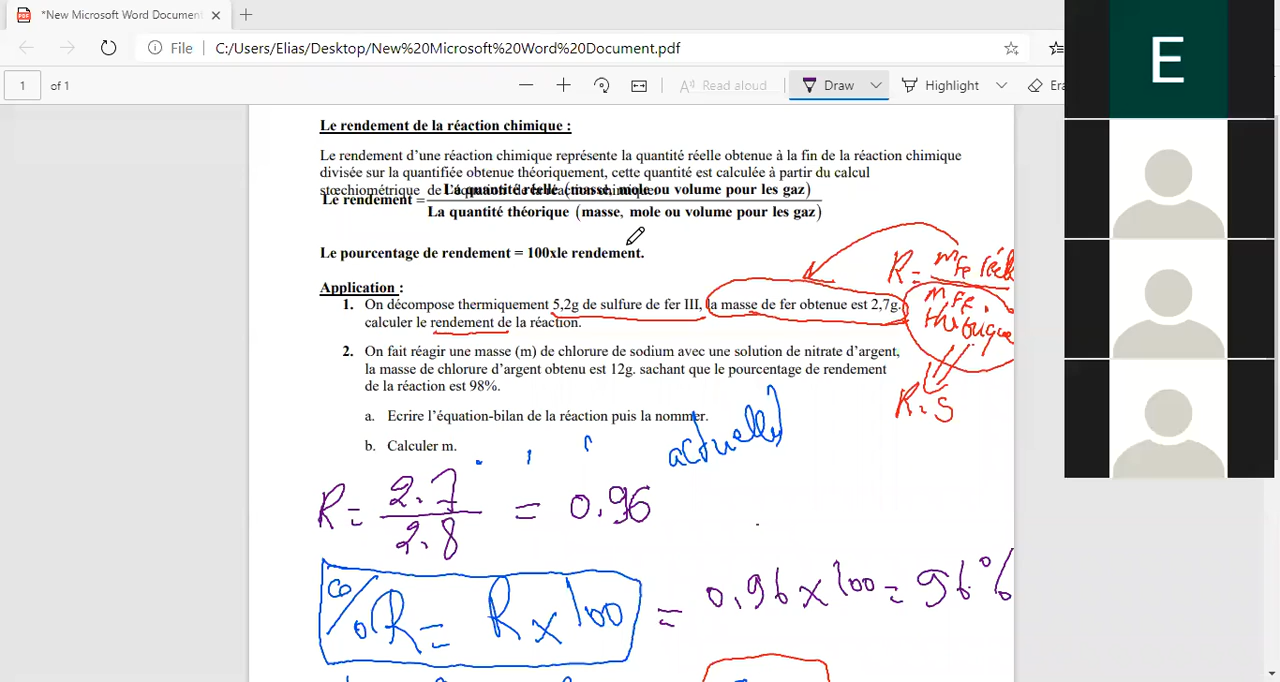 *New Microsoft Word Document
File
C:/Users/Elias/Desktop/New%20Microsoft%20Word%20Document.pdf
1 of 1
Read aloud
Draw
Highlight
Era
E
Le rendement de la réaction chimique :
Le rendement d'une réaction chimique représente la quantité réelle obtenue à la fin de la réaction chimique
divisée sur la quantifiée obtenue théoriquement, cette quantité est calculée à partir du calcul
stœchiométrique de
La quantité réelle (masse, mole ou volume pour les gaz)
Le rendement =
La quantité théorique (masse, mole ou volume pour les gaz)
Le pourcentage de rendement = 100xle rendement.
R = mFe réel
mFe théorique
Application :
1. On décompose thermiquement 5,2g de sulfure de fer III, la masse de fer obtenue est 2,7g.
calculer le rendement de la réaction.
2. On fait réagir une masse (m) de chlorure de sodium avec une solution de nitrate d'argent,
la masse de chlorure d'argent obtenu est 12g. sachant que le pourcentage de rendement
de la réaction est 98%.
R.S
a. Ecrire l'équation-bilan de la réaction puis la nommer.
b. Calculer m.
actuelle)
R = 2.7 / 2.8 = 0.96
%R = R x 100 = 0.96 x 100 = 96%